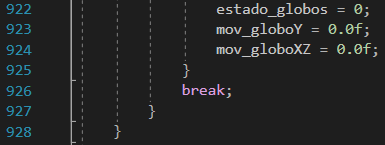 922 estado_globos = 0;
923 mov_globoY = 0.0f;
924 mov_globoXZ = 0.0f;
925 }
926 break;
927 }
928 }